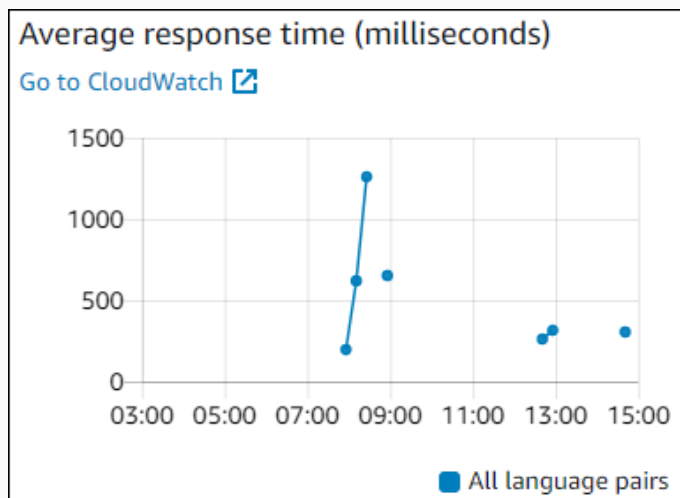 Average response time (milliseconds)
Go to CloudWatch
1500
1000
500
0
03:00 05:00 07:00 09:00 11:00 13:00 15:00
All language pairs